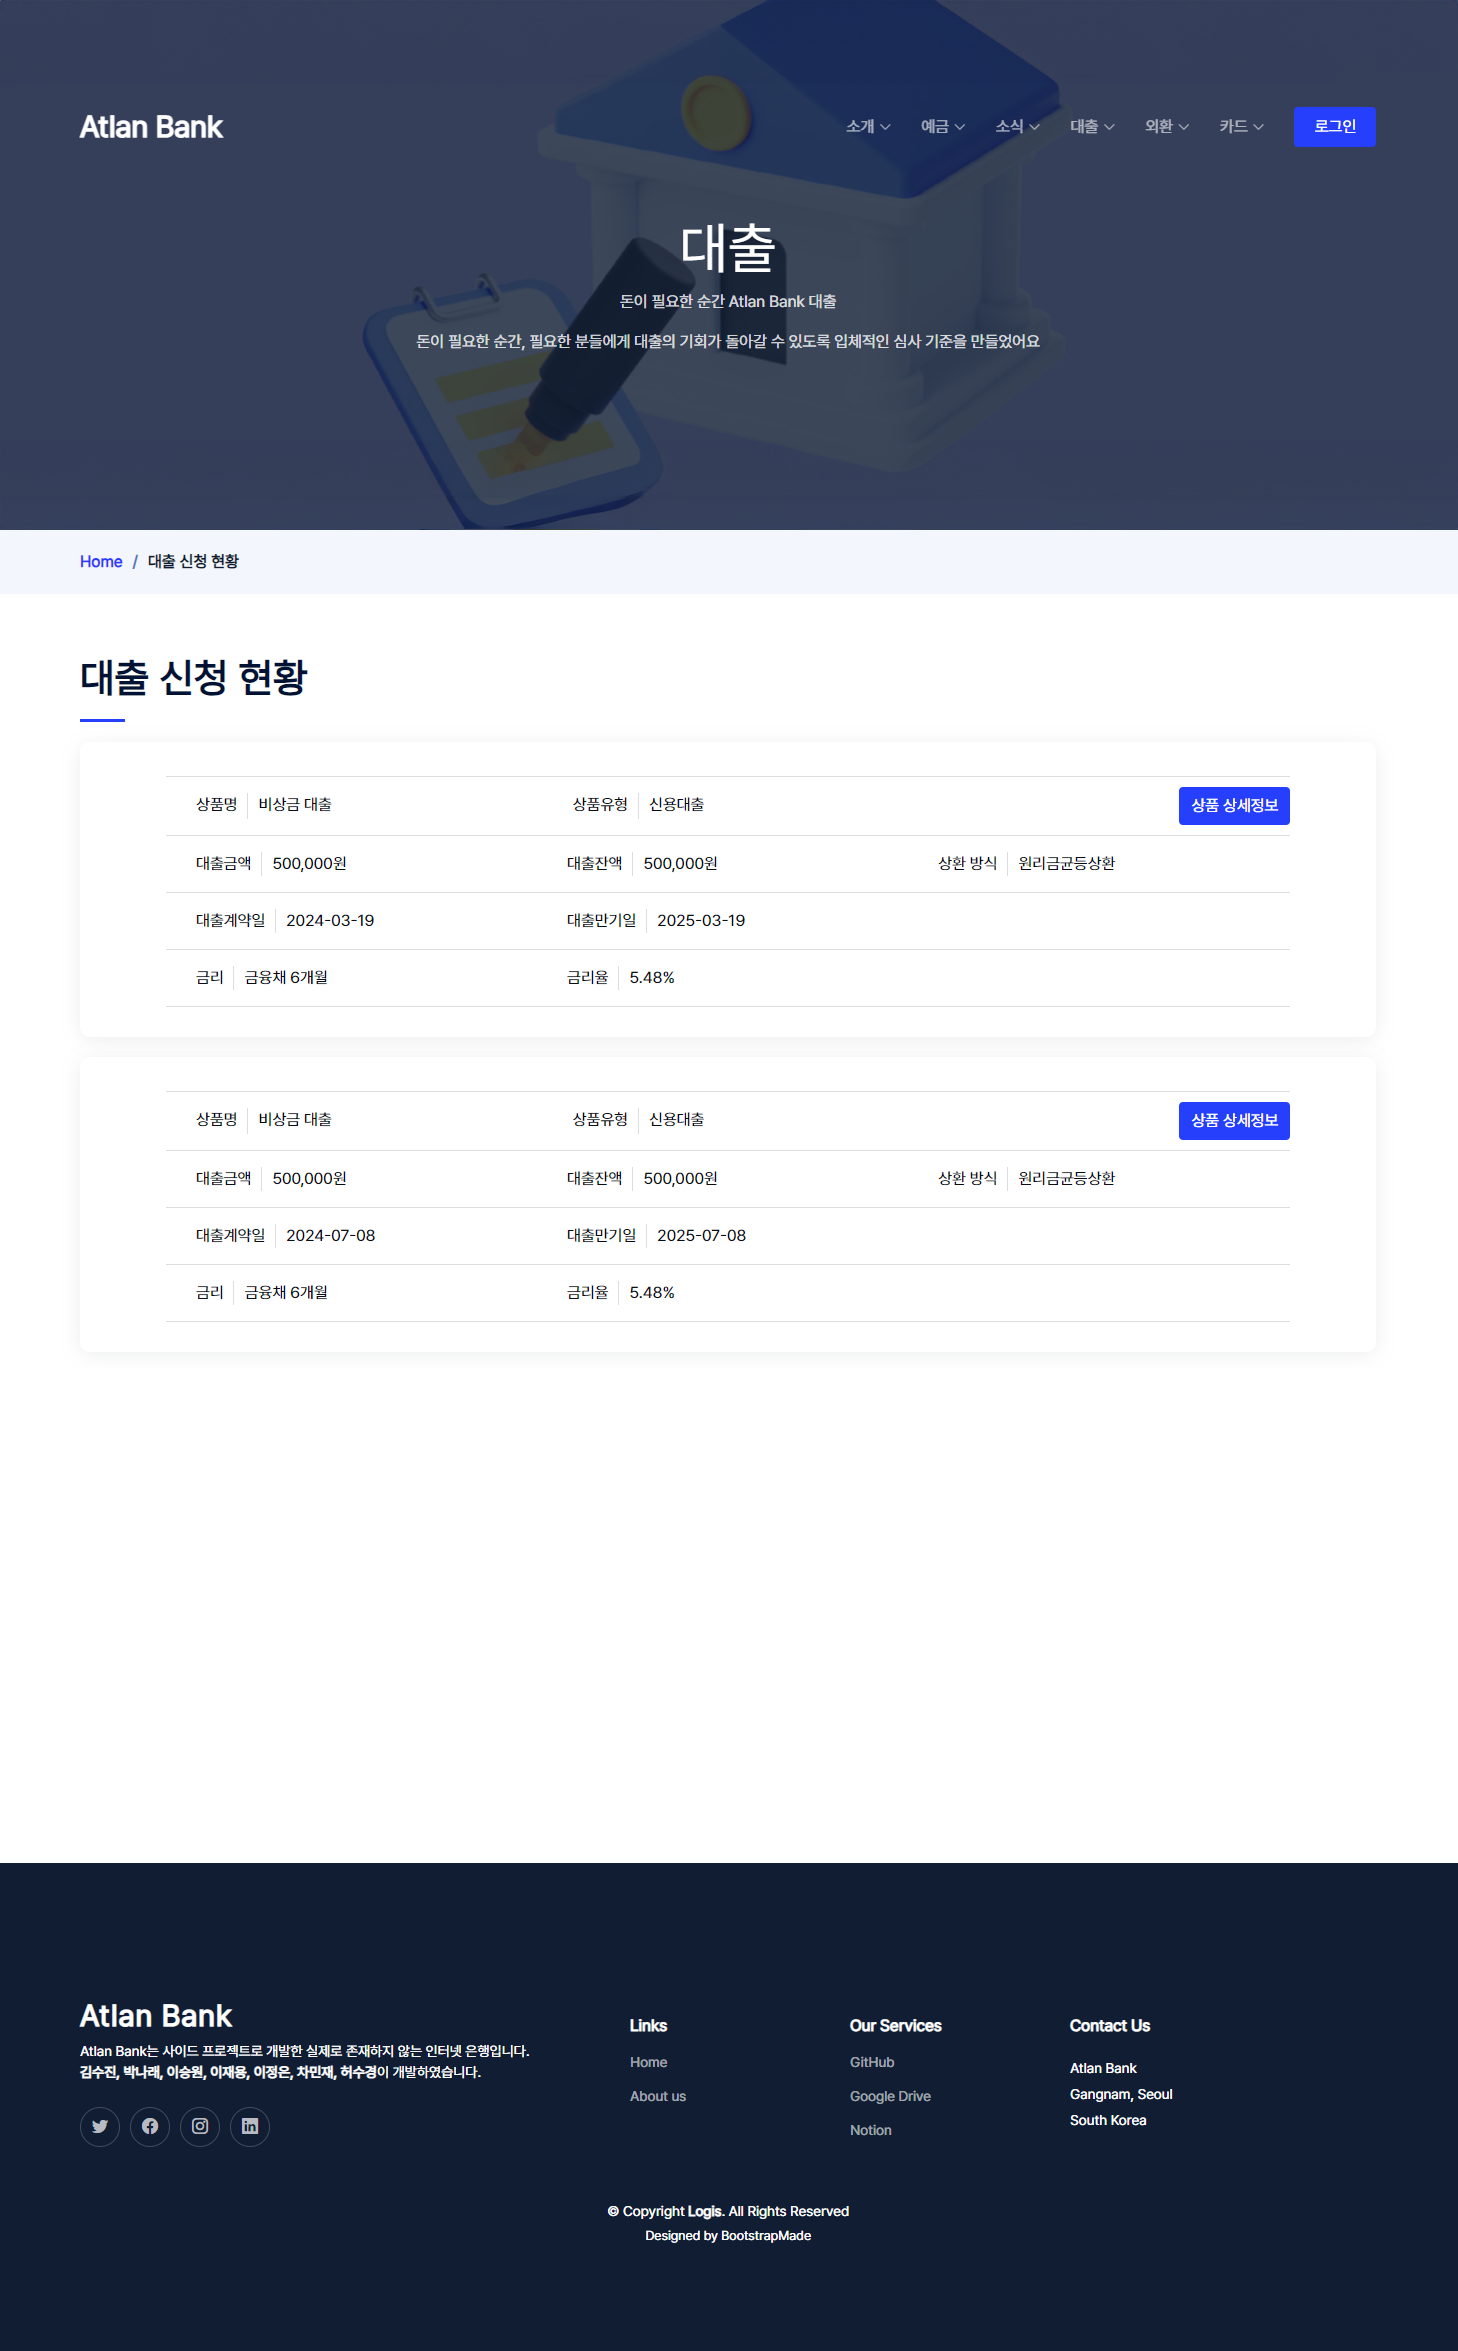 Atlan Bank
소개 예금 소식 대출 외환 카드 로그인
대출
돈이 필요한 순간 Atlan Bank 대출
돈이 필요한 순간, 필요한 분들에게 대출의 기회가 돌아갈 수 있도록 입체적인 심사 기준을 만들었어요
Home / 대출 신청 현황
대출 신청 현황
상품명 비상금 대출 상품유형 신용대출 상품 상세정보
대출금액 500,000원 대출잔액 500,000원 상환 방식 원리금균등상환
대출계약일 2024-03-19 대출만기일 2025-03-19
금리 금융채 6개월 금리율 5.48%
상품명 비상금 대출 상품유형 신용대출 상품 상세정보
대출금액 500,000원 대출잔액 500,000원 상환 방식 원리금균등상환
대출계약일 2024-07-08 대출만기일 2025-07-08
금리 금융채 6개월 금리율 5.48%
Atlan Bank
Atlan Bank는 사이드 프로젝트로 개발한 실제로 존재하지 않는 인터넷 은행입니다.
김수진, 박나래, 이승원, 이재용, 이정은, 차민재, 허수경이 개발하였습니다.
Links
Home
About us
Our Services
GitHub
Google Drive
Notion
Contact Us
Atlan Bank
Gangnam, Seoul
South Korea
© Copyright Logis. All Rights Reserved
Designed by BootstrapMade